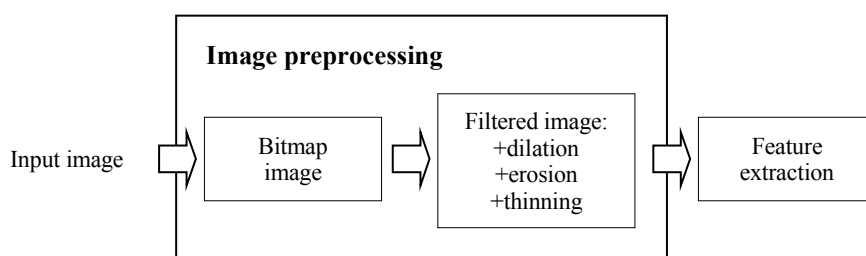 Image preprocessing
Input image
Bitmap
image
Filtered image:
+dilation
+erosion
+thinning
Feature
extraction